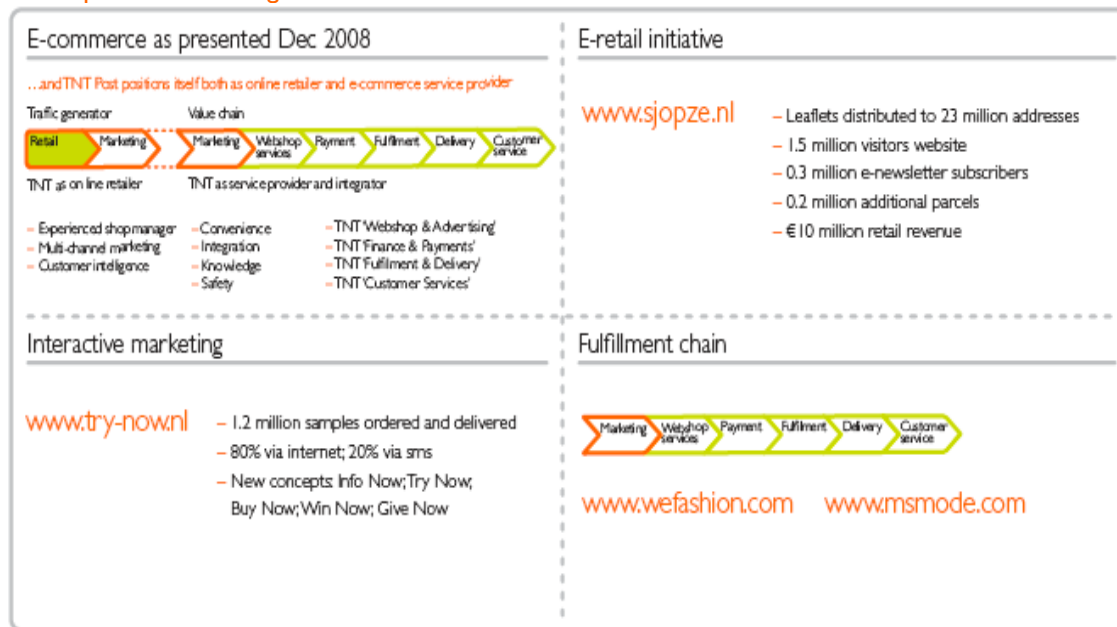 E-commerce as presented Dec 2008
...and TNT Post positions itself both as online retailer and e-commerce service provider
Traffic generator
Value chain
Retail
Marketing
Marketing
Webshop services
Payment
Fulfilment
Delivery
Customer service
TNT as on line retailer
TNT as service provider and integrator
– Experienced shop manager
– Multi-channel marketing
– Customer intelligence
– Convenience
– Integration
– Knowledge
– Safety
– TNT 'Webshop & Advertising'
– TNT 'Finance & Payments'
– TNT 'Fulfilment & Delivery'
– TNT 'Customer Services'
E-retail initiative
www.sjopze.nl
– Leaflets distributed to 23 million addresses
– 1.5 million visitors website
– 0.3 million e-newsletter subscribers
– 0.2 million additional parcels
– €10 million retail revenue
Interactive marketing
www.try-now.nl
– 1.2 million samples ordered and delivered
– 80% via internet; 20% via sms
– New concepts: Info Now; Try Now;
Buy Now; Win Now; Give Now
Fulfillment chain
Marketing
Webshop services
Payment
Fulfilment
Delivery
Customer service
www.wefashion.com
www.msmode.com